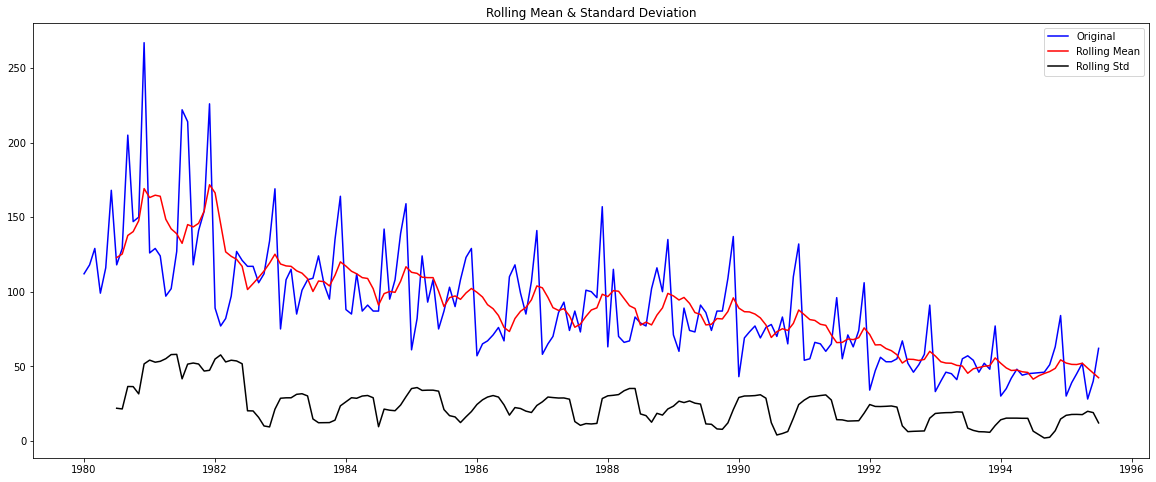 Rolling Mean & Standard Deviation
Original
Rolling Mean
Rolling Std
250
200
150
100
50
0
1980 1982 1984 1986 1988 1990 1992 1994 1996